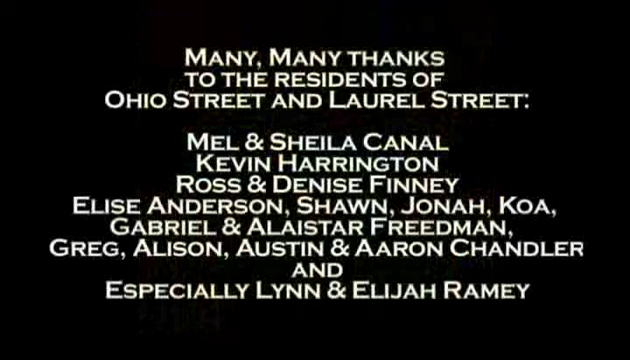 Many, Many thanks
to the residents of
Ohio Street and Laurel Street:
Mel & Sheila Canal
Kevin Harrington
Ross & Denise Finney
Elise Anderson, Shawn, Jonah, Koa,
Gabriel & Alaistar Freedman,
Greg, Alison, Austin & Aaron Chandler
and
Especially Lynn & Elijah Ramey